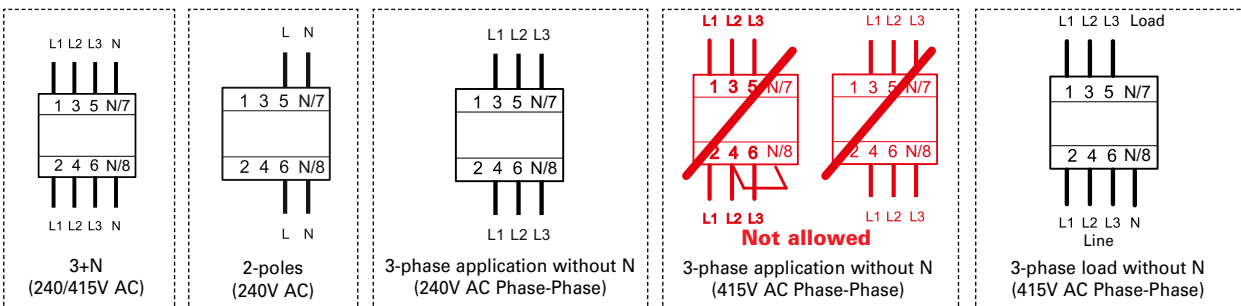 L1 L2 L3 N
1 3 5 N/7
2 4 6 N/8
L1 L2 L3 N
3+N
(240/415V AC)
L N
1 3 5 N/7
2 4 6 N/8
L N
2-poles
(240V AC)
L1 L2 L3
1 3 5 N/7
2 4 6 N/8
L1 L2 L3
3-phase application without N
(240V AC Phase-Phase)
L1 L2 L3
1 3 5 N/7
2 4 6 N/8
L1 L2 L3
L1 L2 L3
1 3 5 N/7
2 4 6 N/8
L1 L2 L3
Not allowed
3-phase application without N
(415V AC Phase-Phase)
L1 L2 L3 Load
1 3 5 N/7
2 4 6 N/8
L1 L2 L3 N
Line
3-phase load without N
(415V AC Phase-Phase)